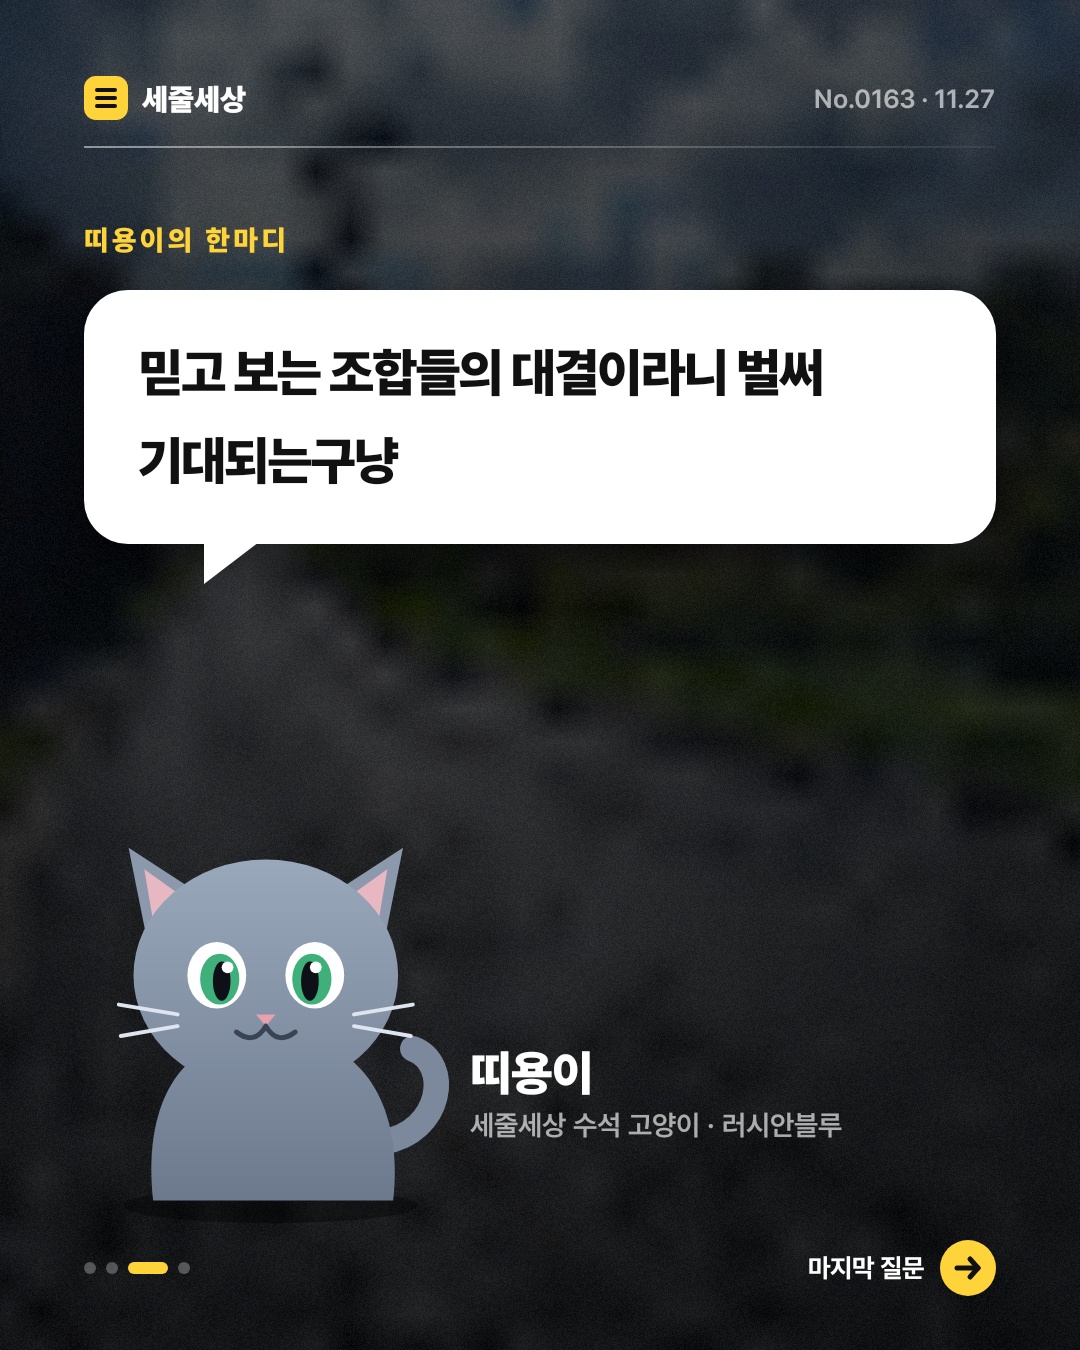 세줄세상
No.0163 · 11.27
띠용이의 한마디
믿고 보는 조합들의 대결이라니 벌써
기대되는구냥
띠용이
세줄세상 수석 고양이 · 러시안블루
마지막 질문